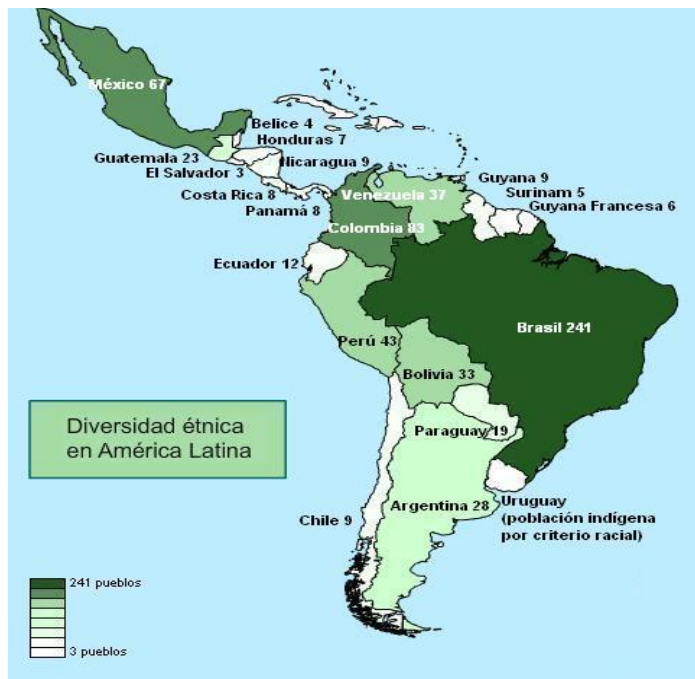 México 67
Belice 4
Honduras 7
Guatemala 23
Nicaragua 9
El Salvador 3
Costa Rica 8
Panamá 8
Venezuela 37
Guyana 9
Surinam 5
Guyana Francesa 6
Colombia 83
Ecuador 12
Brasil 241
Perú 43
Bolivia 33
Diversidad étnica
en América Latina
Paraguay 19
Argentina 28
Uruguay
(población indígena
por criterio racial)
Chile 9
241 pueblos
3 pueblos